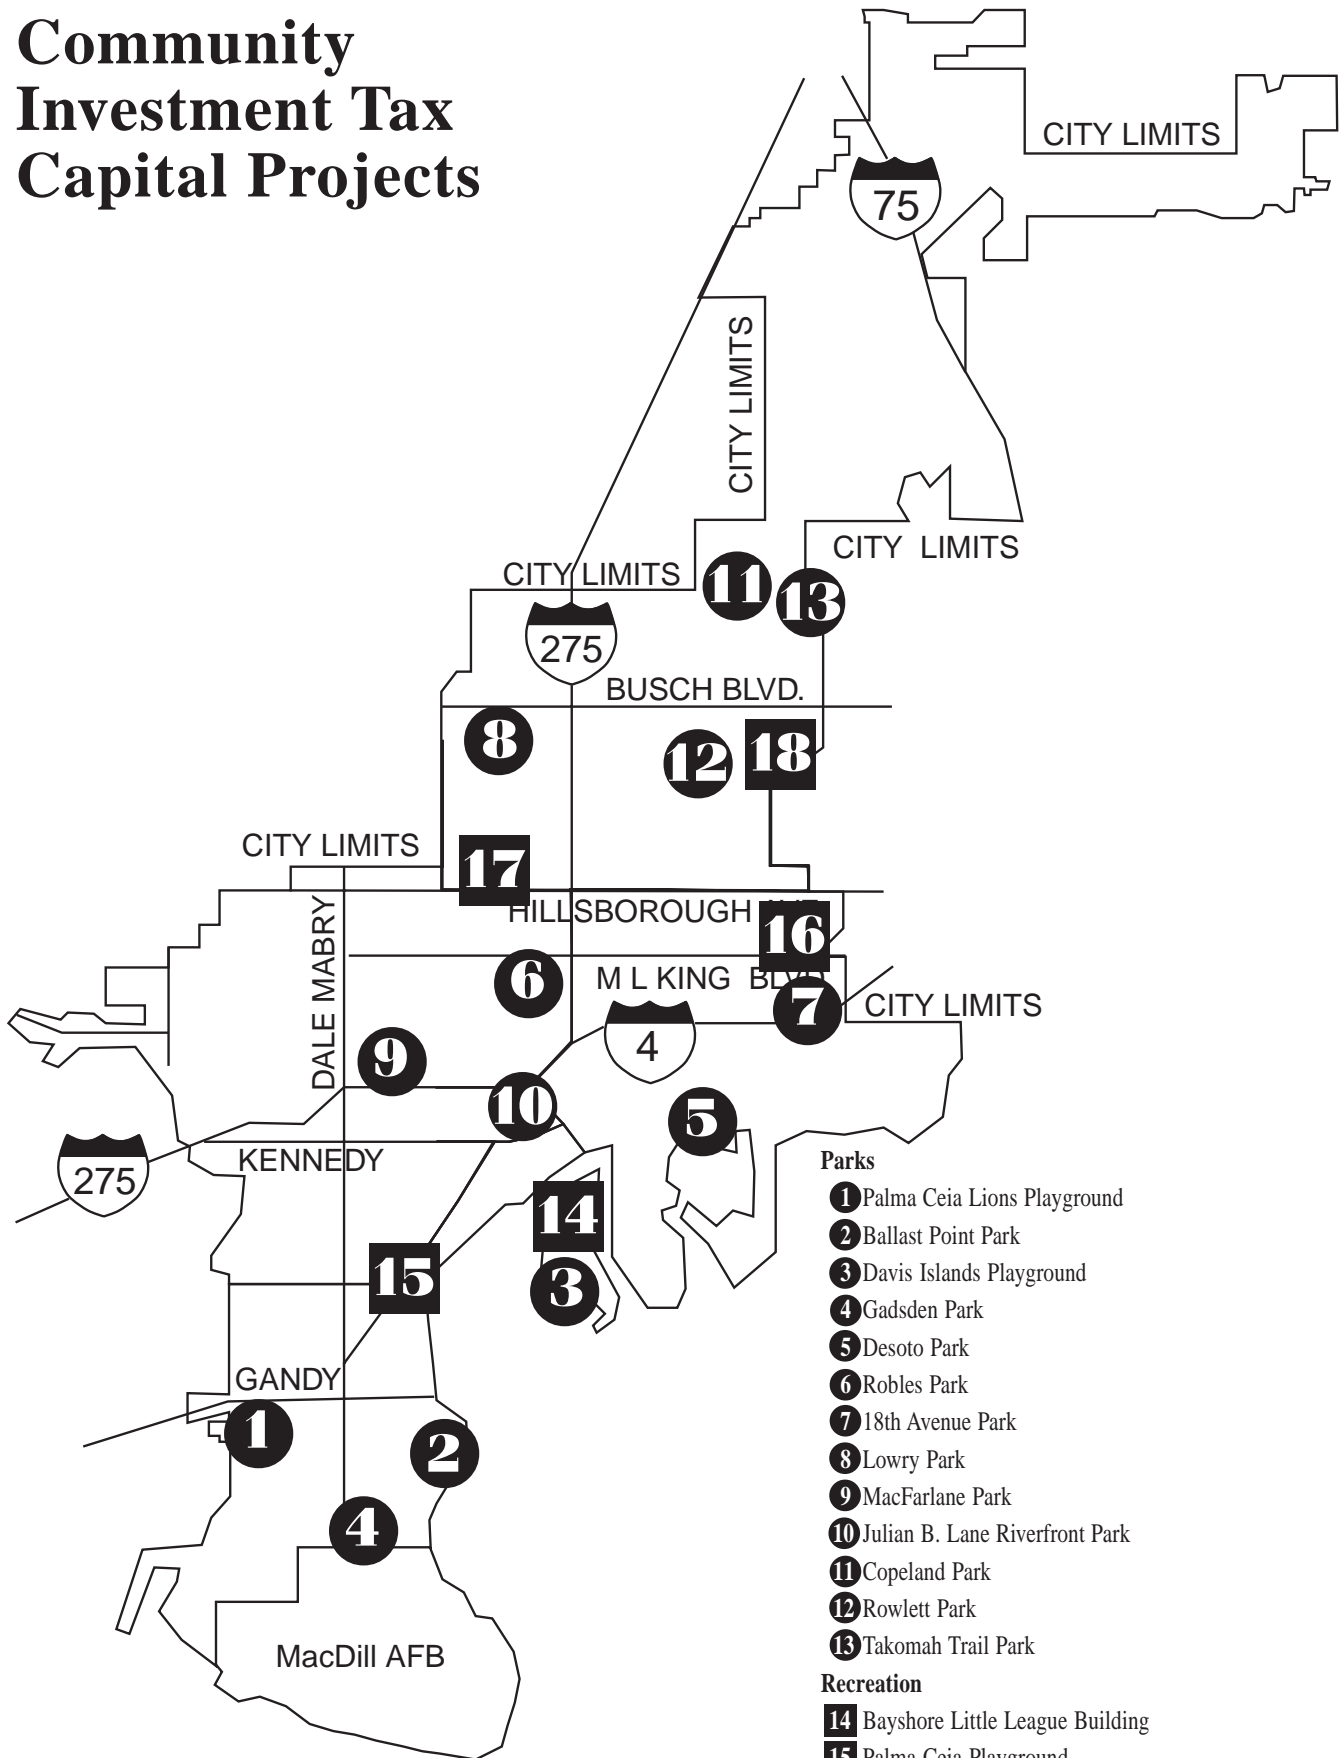 Community
Investment Tax
Capital Projects
CITY LIMITS
75
CITY LIMITS
CITY LIMITS
CITY LIMITS
11
13
275
BUSCH BLVD.
8
12
18
CITY LIMITS
17
HILLSBOROUGH
16
DALE MABRY
6
M L KING BLVD.
7
CITY LIMITS
4
9
10
5
275
KENNEDY
14
15
3
GANDY
1
2
4
MacDill AFB
Parks
1 Palma Ceia Lions Playground
2 Ballast Point Park
3 Davis Islands Playground
4 Gadsden Park
5 Desoto Park
6 Robles Park
7 18th Avenue Park
8 Lowry Park
9 MacFarlane Park
10 Julian B. Lane Riverfront Park
11 Copeland Park
12 Rowlett Park
13 Takomah Trail Park
Recreation
14 Bayshore Little League Building
15 Palma Ceia Playground